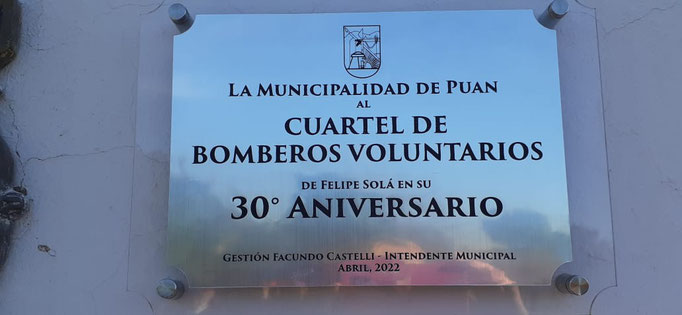 LA MUNICIPALIDAD DE PUAN
AL
CUARTEL DE
BOMBEROS VOLUNTARIOS
DE FELIPE SOLÁ EN SU
30° ANIVERSARIO
GESTIÓN FACUNDO CASTELLI - INTENDENTE MUNICIPAL
ABRIL, 2022